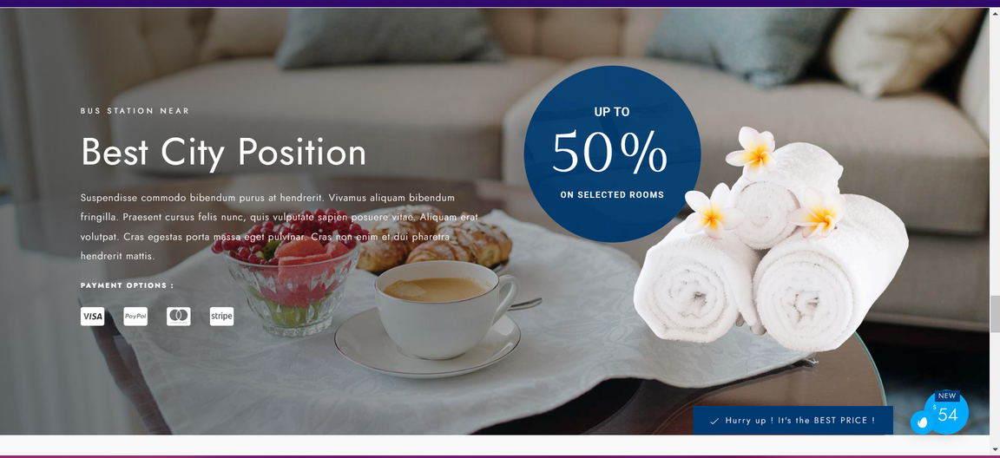 BUS STATION NEAR
Best City Position
Suspendisse commodo bibendum purus at hendrerit. Vivamus aliquam bibendum
fringilla. Praesent cursus felis nunc, quis vulputate sapien posuere vitae. Aliquam erat
volutpat. Cras egestas porta massa eget pulvinar. Cras non enim et dui pharetra
hendrerit mattis.
PAYMENT OPTIONS :
VISA PayPal stripe
UP TO
50%
ON SELECTED ROOMS
Hurry up ! It's the BEST PRICE !
NEW
$54